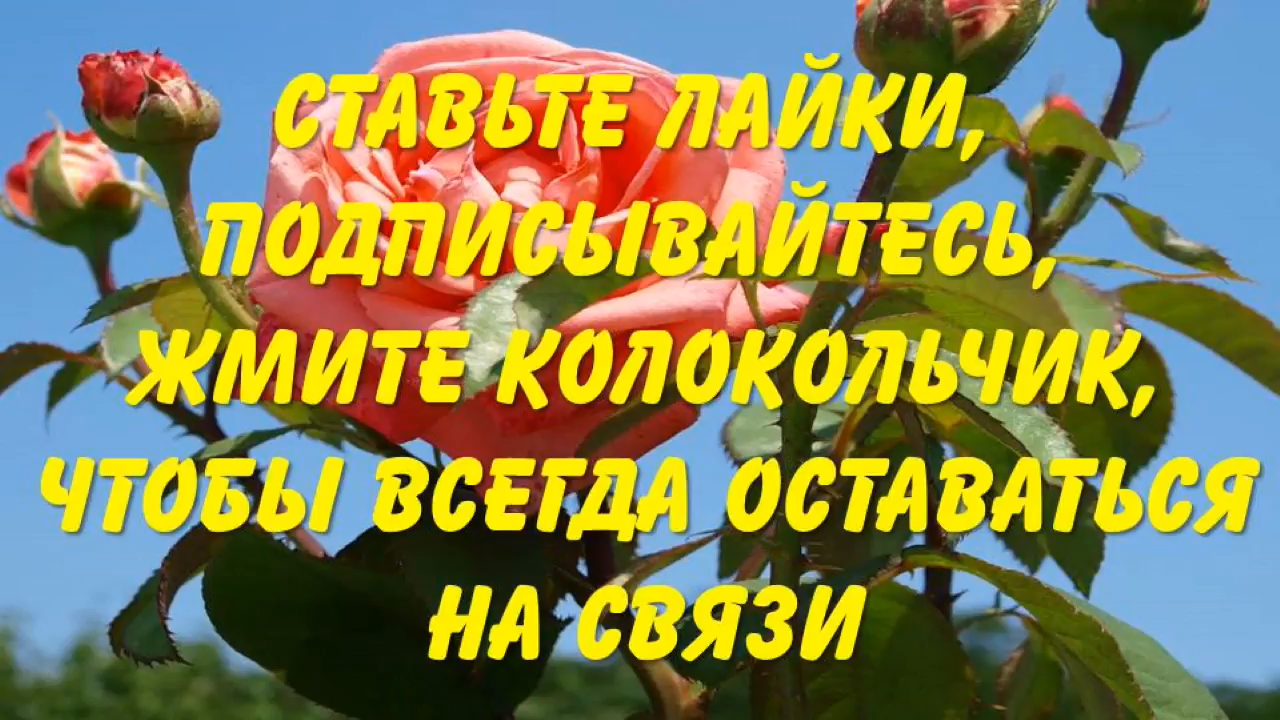 СТАВЬТЕ ЛАЙКИ,
ПОДПИСЫВАЙТЕСЬ,
ЖМИТЕ КОЛОКОЛЬЧИК,
ЧТОБЫ ВСЕГДА ОСТАВАТЬСЯ
НА СВЯЗИ